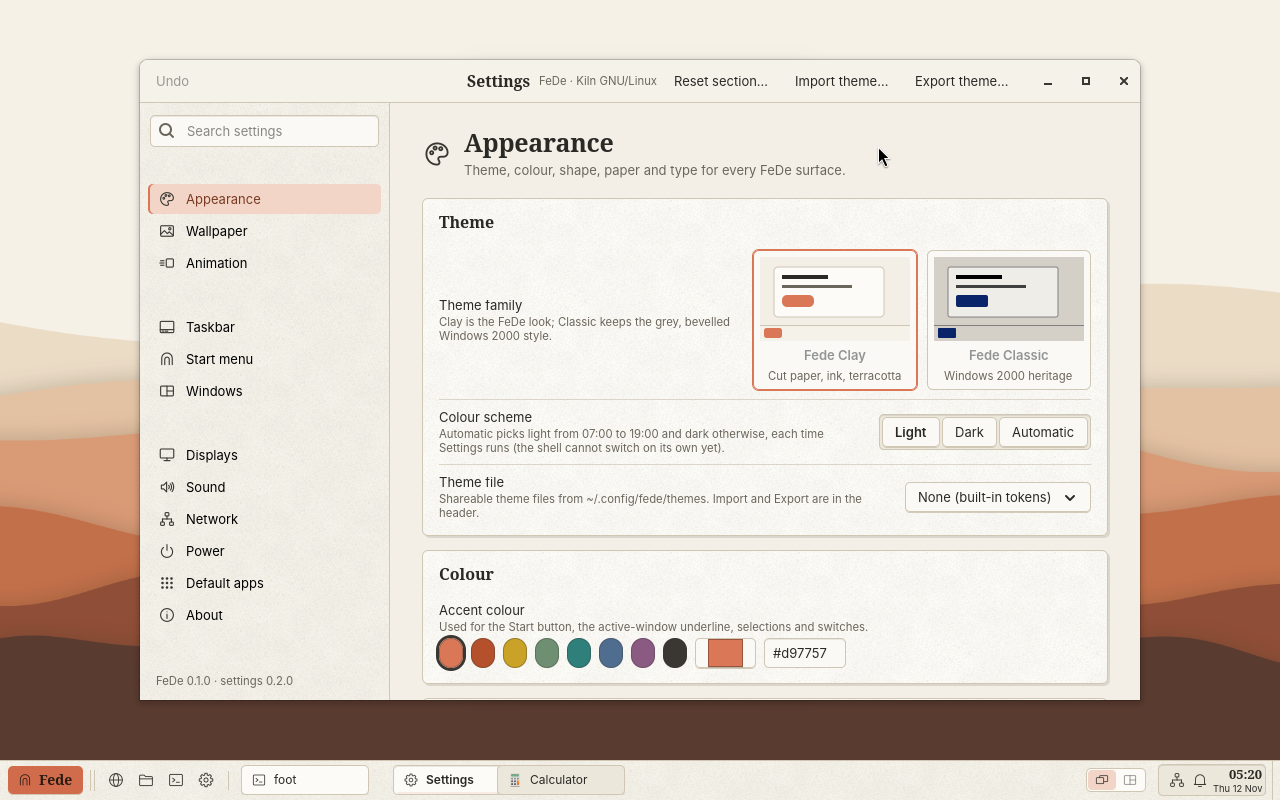 Undo
Settings FeDe · Kiln GNU/Linux
Reset section...
Import theme...
Export theme...
Search settings
Appearance
Wallpaper
Animation
Taskbar
Start menu
Windows
Displays
Sound
Network
Power
Default apps
About
FeDe 0.1.0 · settings 0.2.0
Appearance
Theme, colour, shape, paper and type for every FeDe surface.
Theme
Theme family
Clay is the FeDe look; Classic keeps the grey, bevelled
Windows 2000 style.
Fede Clay
Cut paper, ink, terracotta
Fede Classic
Windows 2000 heritage
Colour scheme
Automatic picks light from 07:00 to 19:00 and dark otherwise, each time
Settings runs (the shell cannot switch on its own yet).
Light
Dark
Automatic
Theme file
Shareable theme files from ~/.config/fede/themes. Import and Export are in the
header.
None (built-in tokens)
Colour
Accent colour
Used for the Start button, the active-window underline, selections and switches.
#d97757
Fede
foot
Settings
Calculator
05:20
Thu 12 Nov